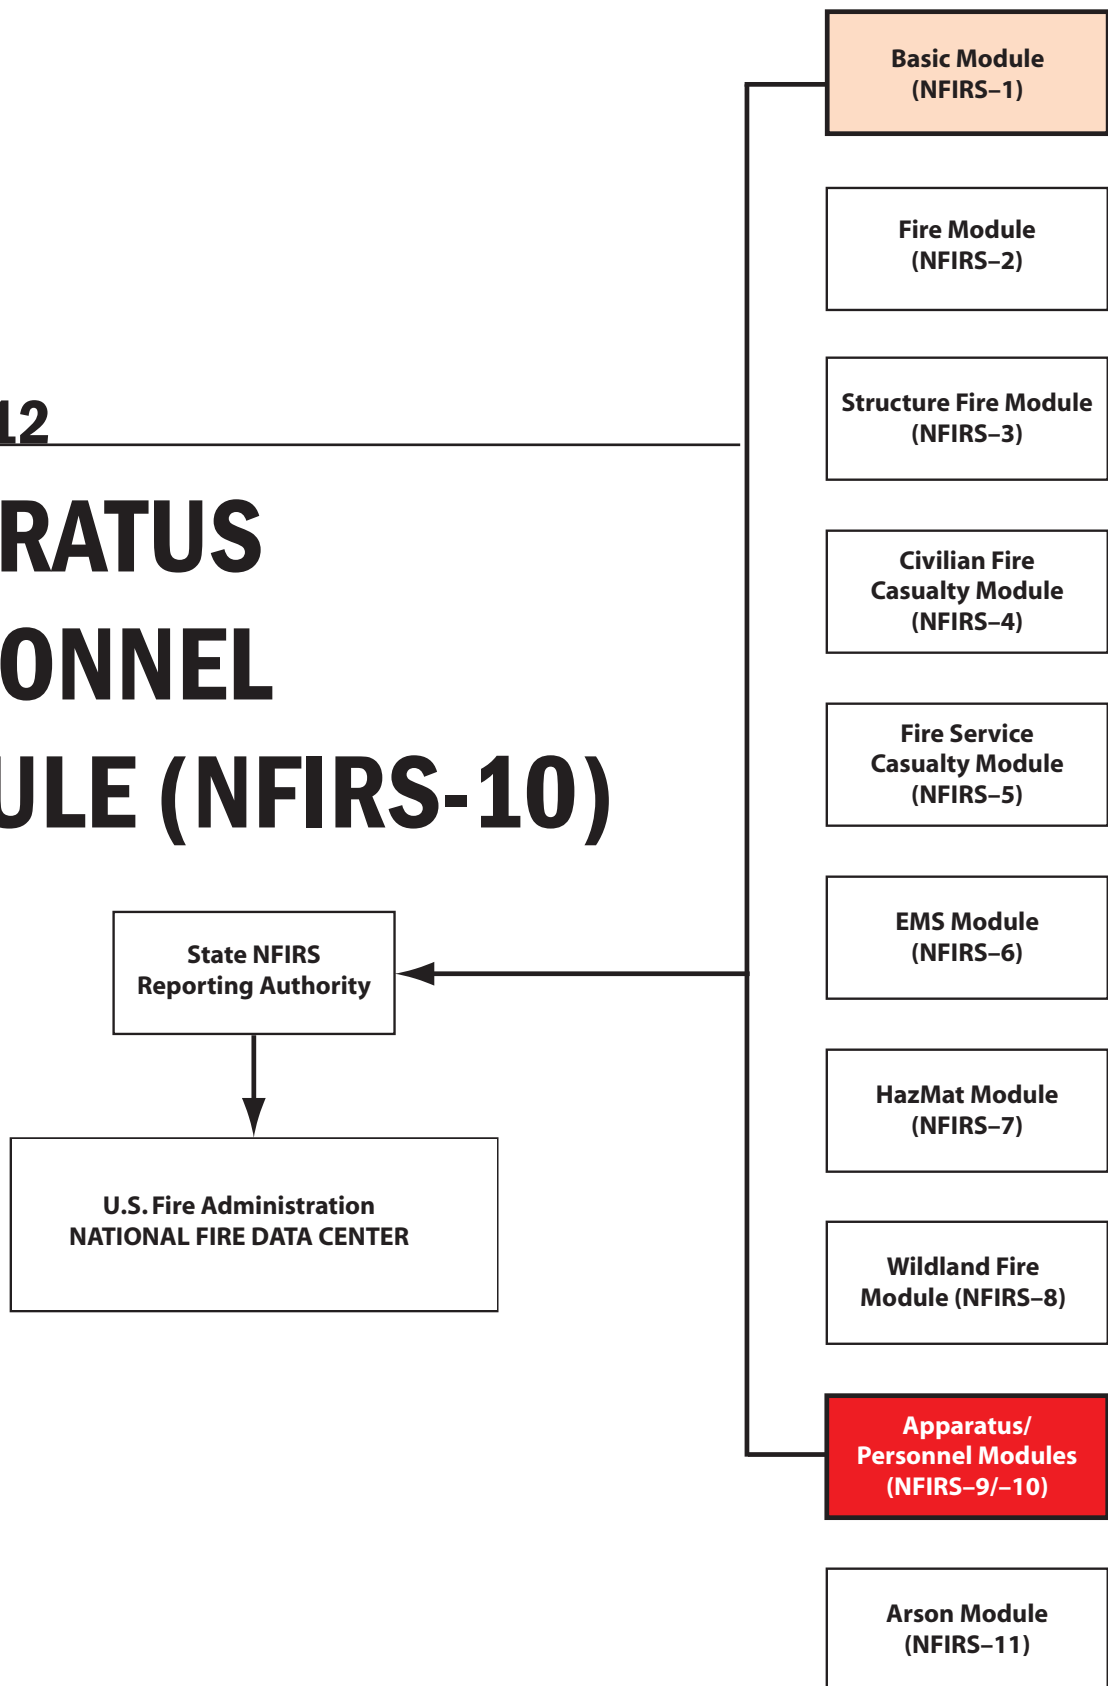 12
RATUS
ONNEL
ULE (NFIRS-10)
Basic Module
(NFIRS–1)
Fire Module
(NFIRS–2)
Structure Fire Module
(NFIRS–3)
Civilian Fire
Casualty Module
(NFIRS–4)
Fire Service
Casualty Module
(NFIRS–5)
EMS Module
(NFIRS–6)
HazMat Module
(NFIRS–7)
Wildland Fire
Module (NFIRS–8)
Apparatus/
Personnel Modules
(NFIRS–9/–10)
Arson Module
(NFIRS–11)
State NFIRS
Reporting Authority
U.S. Fire Administration
NATIONAL FIRE DATA CENTER